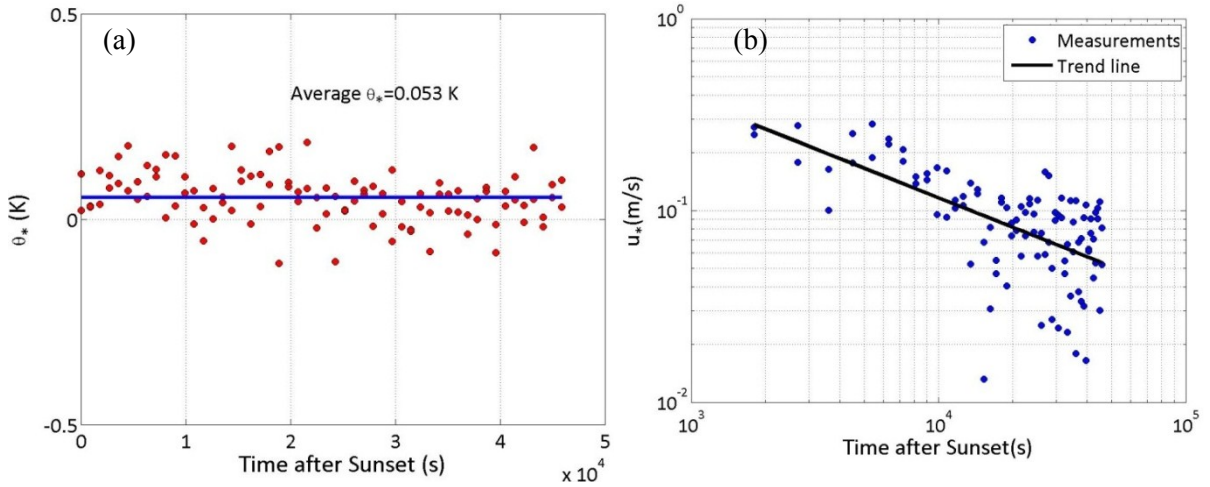 (a)
Average θ*=0.053 K
θ* (K)
0.5
0
-0.5
0
1
2
3
4
5
x 10^4
Time after Sunset (s)
(b)
Measurements
Trend line
u*(m/s)
10^0
10^-1
10^-2
10^3
10^4
10^5
Time after Sunset(s)